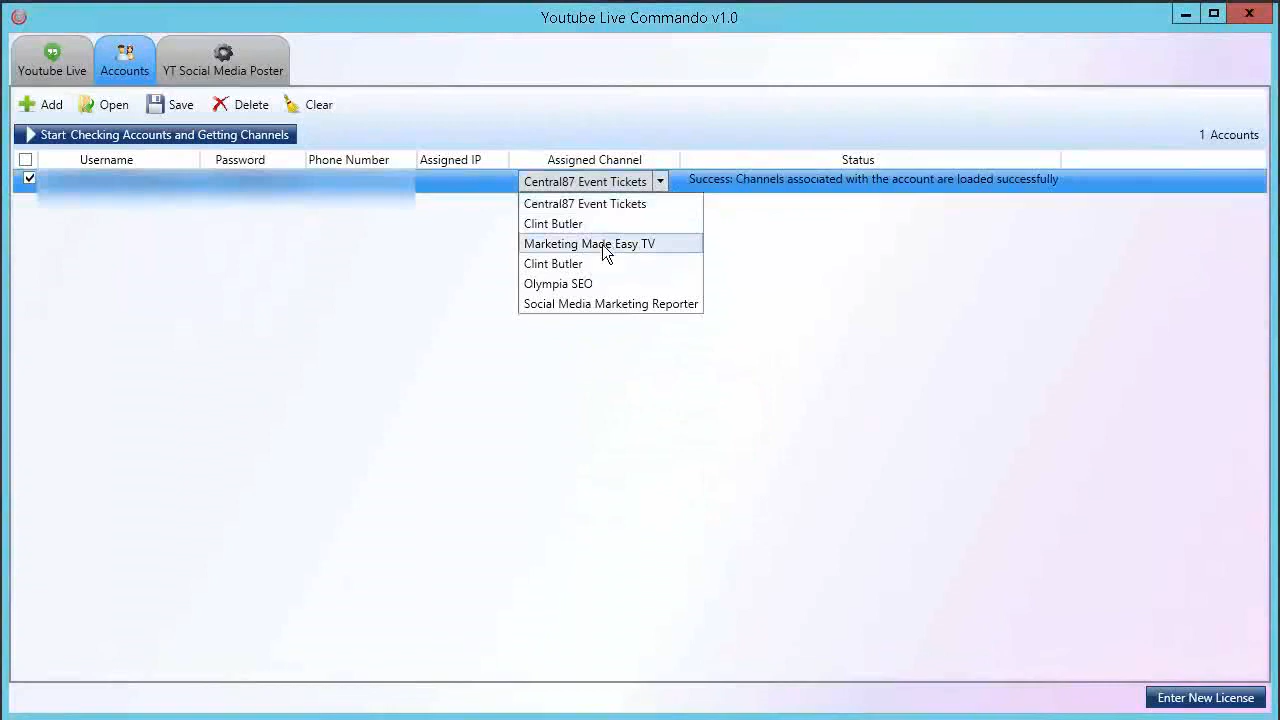 Youtube Live Commando v1.0
Youtube Live Accounts YT Social Media Poster
Add Open Save Delete Clear
Start Checking Accounts and Getting Channels 1 Accounts
Username Password Phone Number Assigned IP Assigned Channel Status
Central87 Event Tickets Success: Channels associated with the account are loaded successfully
Central87 Event Tickets
Clint Butler
Marketing Made Easy TV
Clint Butler
Olympia SEO
Social Media Marketing Reporter
Enter New License